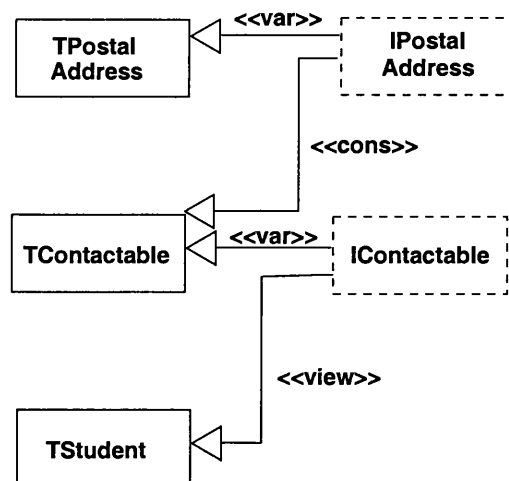 <<var>>
TPostal
Address
IPostal
Address
<<cons>>
TContactable
<<var>>
IContactable
<<view>>
TStudent